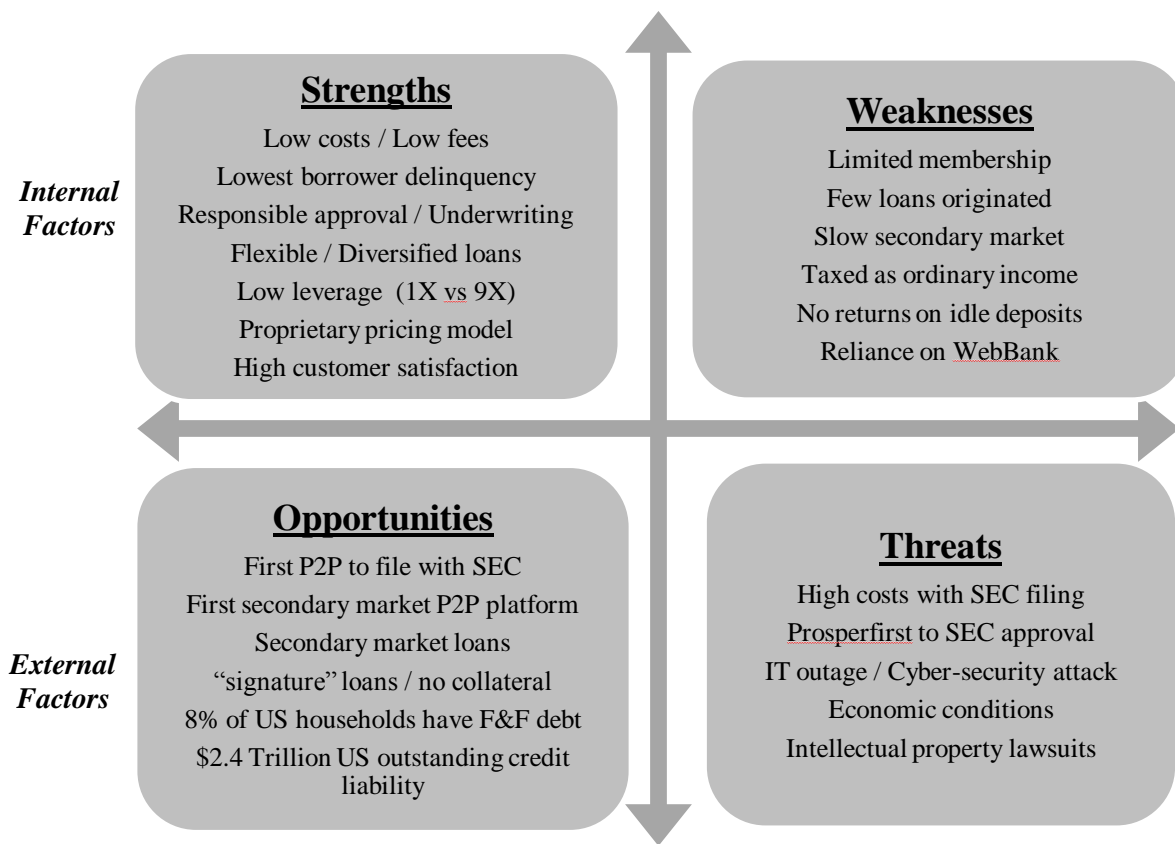 Strengths
Low costs / Low fees
Lowest borrower delinquency
Responsible approval / Underwriting
Flexible / Diversified loans
Low leverage (1X vs 9X)
Proprietary pricing model
High customer satisfaction
Weaknesses
Limited membership
Few loans originated
Slow secondary market
Taxed as ordinary income
No returns on idle deposits
Reliance on WebBank
Internal
Factors
Opportunities
First P2P to file with SEC
First secondary market P2P platform
Secondary market loans
“signature” loans / no collateral
8% of US households have F&F debt
$2.4 Trillion US outstanding credit
liability
Threats
High costs with SEC filing
Prosperfirst to SEC approval
IT outage / Cyber-security attack
Economic conditions
Intellectual property lawsuits
External
Factors